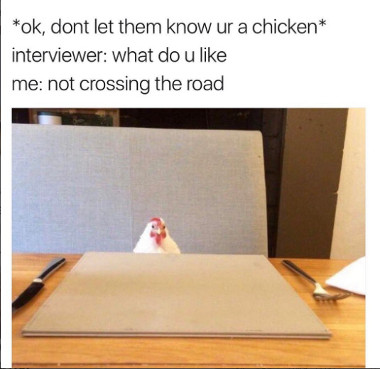 *ok, dont let them know ur a chicken*
interviewer: what do u like
me: not crossing the road